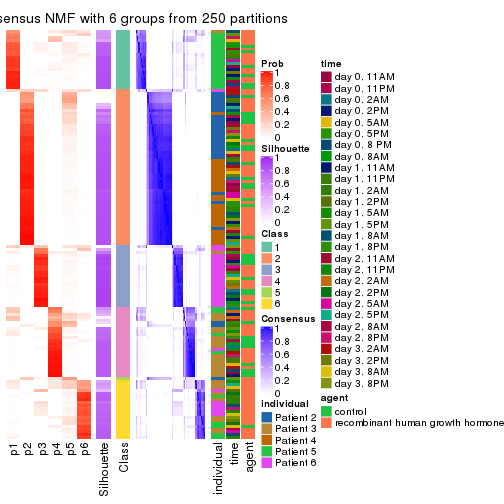 sensus NMF with 6 groups from 250 partitions
p1
p2
p3
p4
p5
p6
Silhouette
Class
individual
time
agent
Prob
1
0.8
0.6
0.4
0.2
0
Silhouette
1
0.8
0.6
0.4
0.2
0
Class
1
2
3
4
5
6
Consensus
1
0.8
0.6
0.4
0.2
0
individual
Patient 2
Patient 3
Patient 4
Patient 5
Patient 6
time
day 0. 11AM
day 0. 11PM
day 0. 2AM
day 0. 2PM
day 0. 5AM
day 0. 5PM
day 0. 8 PM
day 0. 8AM
day 1. 11AM
day 1. 11PM
day 1. 2AM
day 1. 2PM
day 1. 5AM
day 1. 5PM
day 1. 8AM
day 1. 8PM
day 2. 11AM
day 2. 11PM
day 2. 2AM
day 2. 2PM
day 2. 5AM
day 2. 5PM
day 2. 8AM
day 2. 8PM
day 3. 2AM
day 3. 2PM
day 3. 8AM
day 3. 8PM
agent
control
recombinant human growth hormone